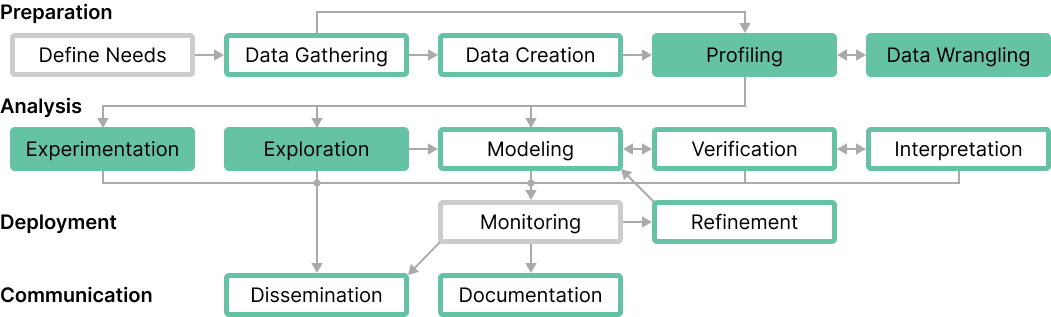 Preparation
Define Needs
Data Gathering
Data Creation
Profiling
Data Wrangling
Analysis
Experimentation
Exploration
Modeling
Verification
Interpretation
Deployment
Monitoring
Refinement
Communication
Dissemination
Documentation